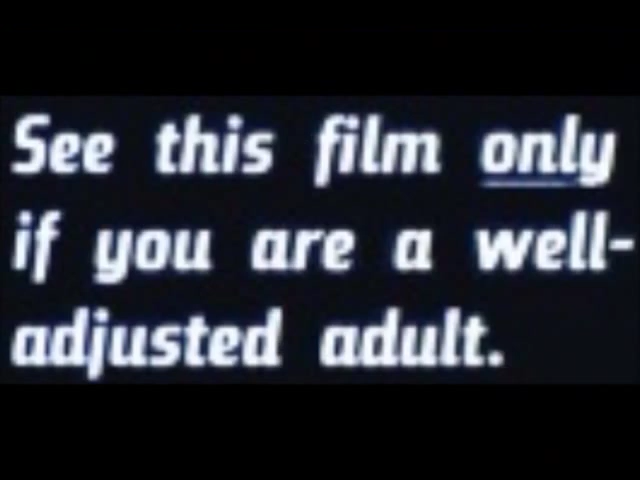 See this film only
if you are a well-
adjusted adult.